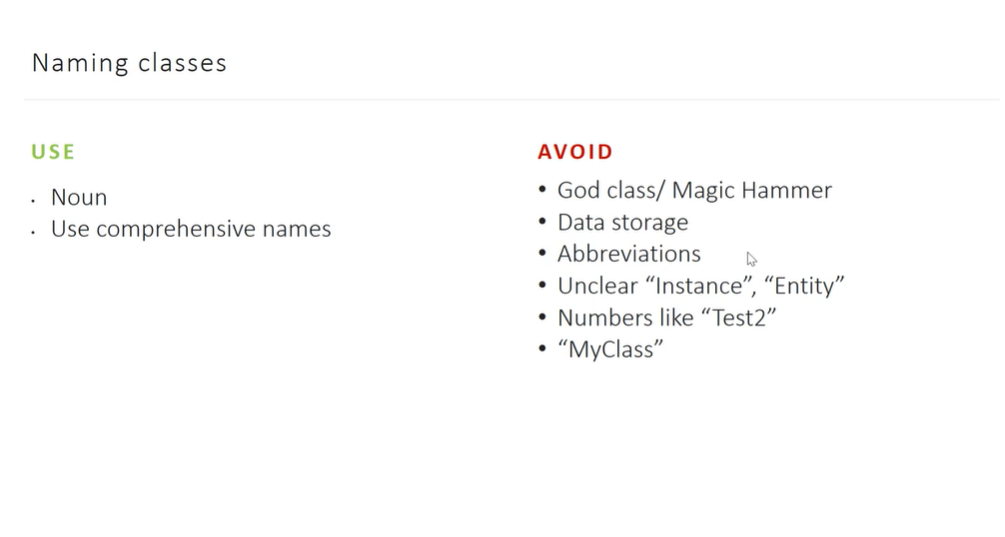 Naming classes
USE
· Noun
· Use comprehensive names
AVOID
• God class/ Magic Hammer
• Data storage
• Abbreviations
• Unclear “Instance”, “Entity”
• Numbers like “Test2”
• “MyClass”